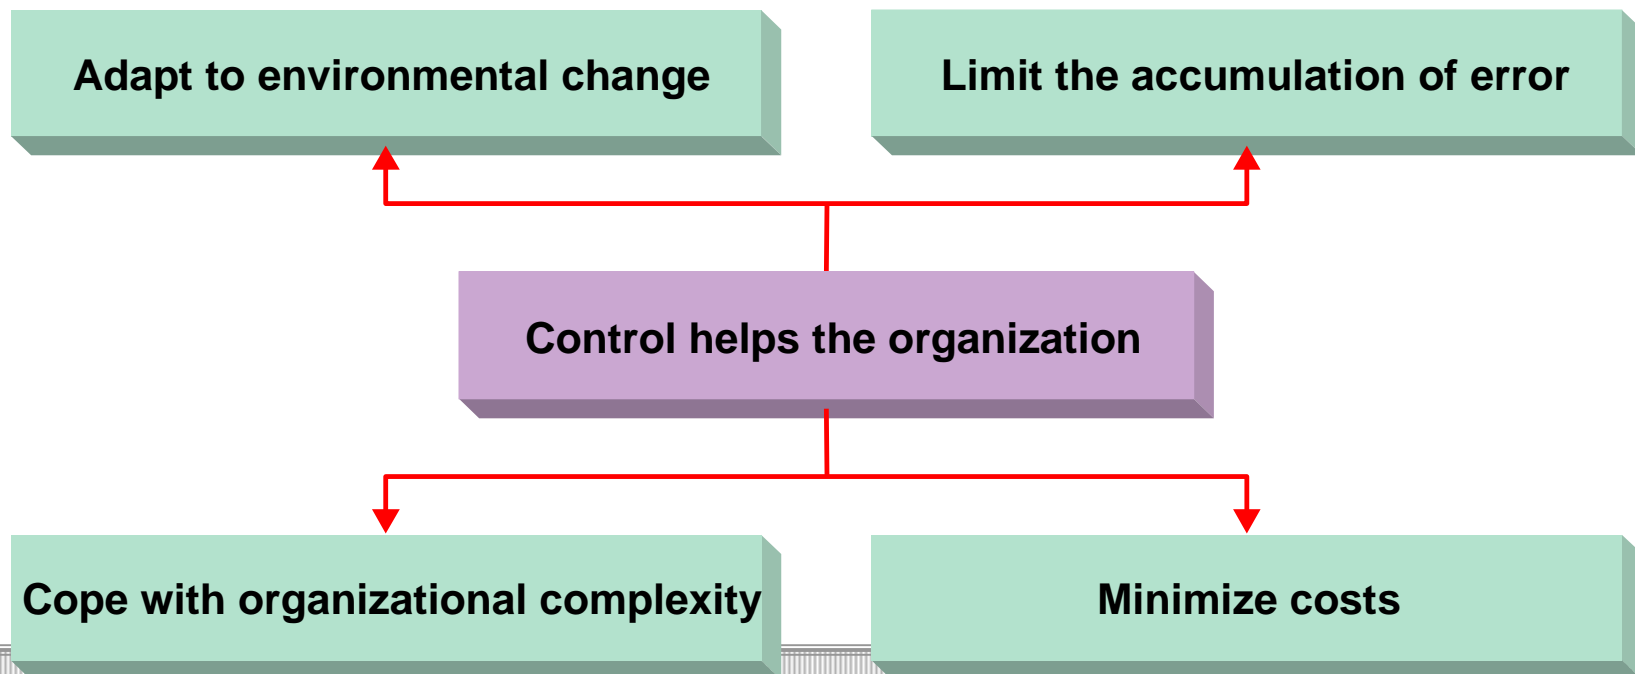 Adapt to environmental change
Limit the accumulation of error
Control helps the organization
Cope with organizational complexity
Minimize costs